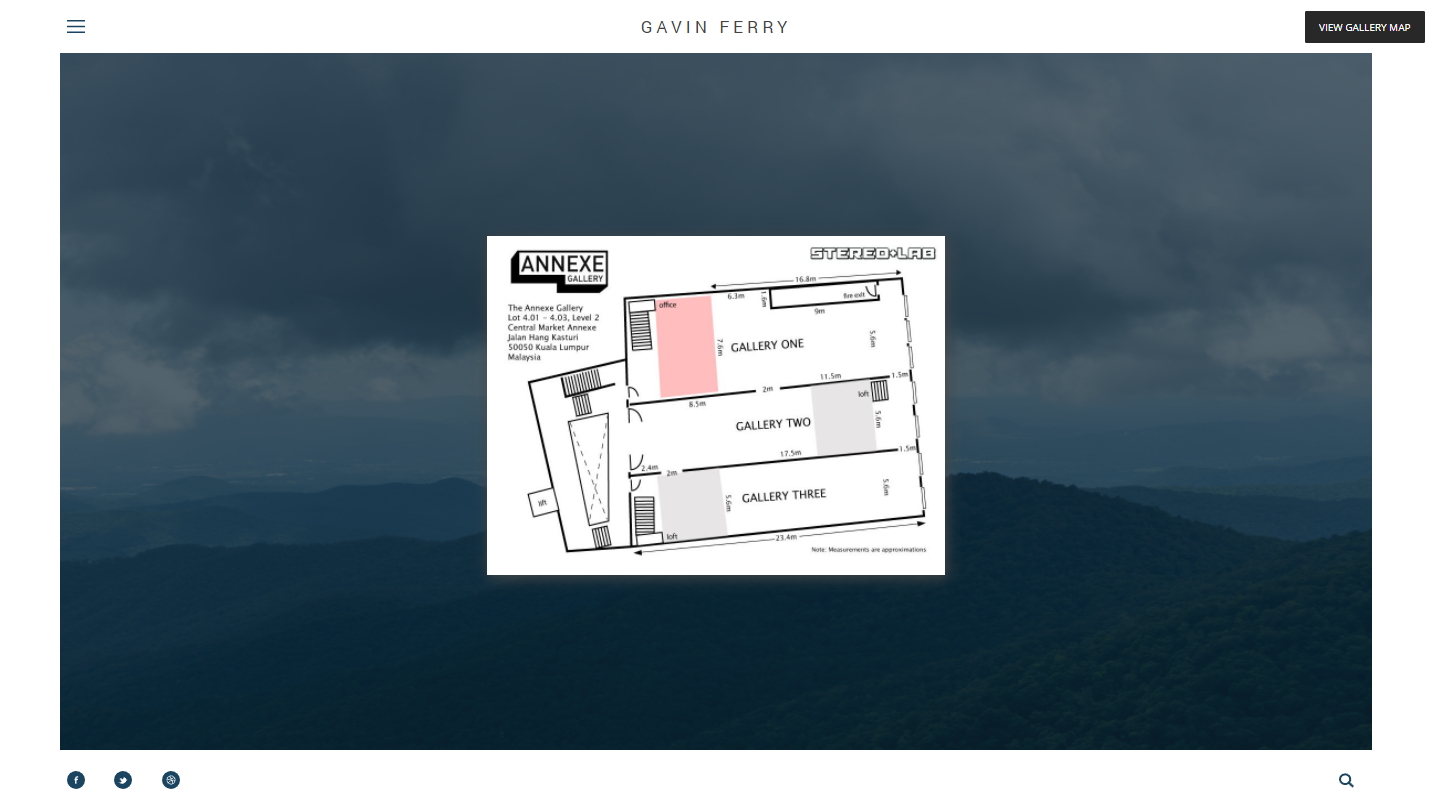 GAVIN FERRY
VIEW GALLERY MAP
ANNEXE
GALLERY
STEREO LAB
The Annexe Gallery
Lot 4.01 - 4.03, Level 2
Central Market Annexe
Jalan Hang Kasturi
50050 Kuala Lumpur
Malaysia
16.8m
office
6.3m
1.6m
fire exit
9m
7.6m
GALLERY ONE
5.6m
11.5m
1.5m
2m
8.5m
loft
GALLERY TWO
5.6m
17.5m
1.5m
2.4m
2m
GALLERY THREE
5.6m
5.6m
lift
loft
23.4m
Note: Measurements are approximations